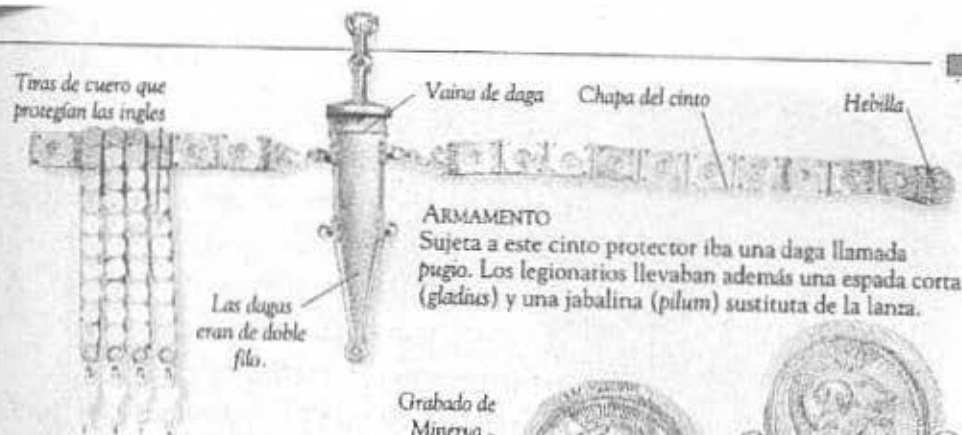 Tiras de cuero que
protegían las ingles
Vaina de daga
Chapa del cinto
Hebilla
ARMAMENTO
Sujeta a este cinto protector iba una daga llamada
pugio. Los legionarios llevaban además una espada corta
(gladius) y una jabalina (pilum) sustituta de la lanza.
Las dagas
eran de doble
filo.
Grabado de
Minerva